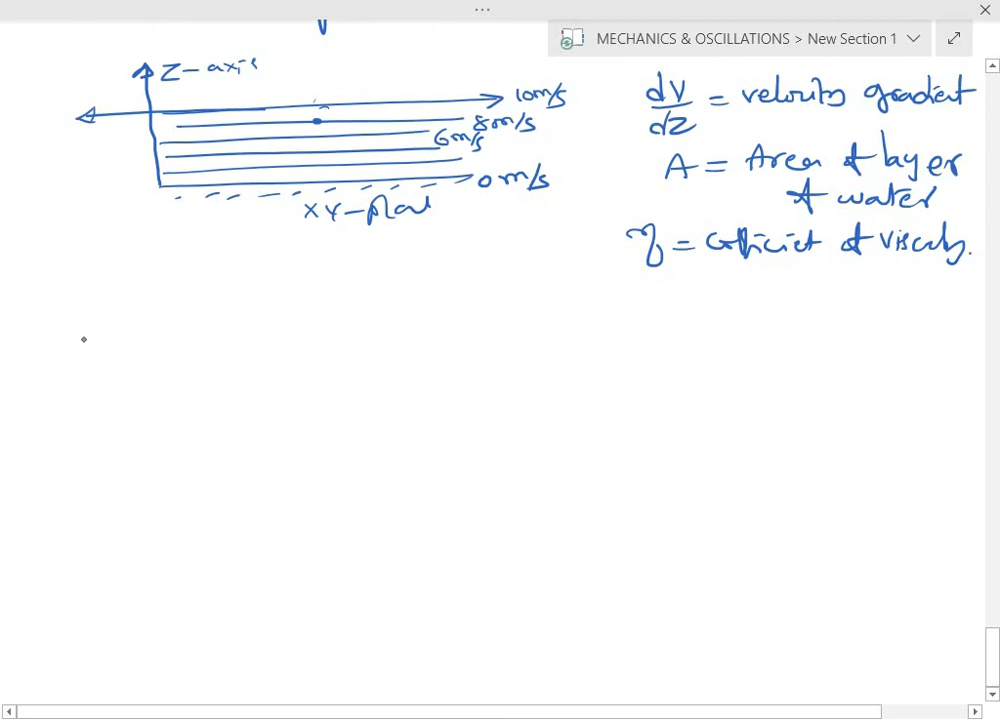 MECHANICS & OSCILLATIONS > New Section 1
Z-axis
10m/s
8m/s
6m/s
0m/s
XY-plane
dV/dZ = velocity gradient
A = Area of layer
of water
η = Coefficient of viscosity.